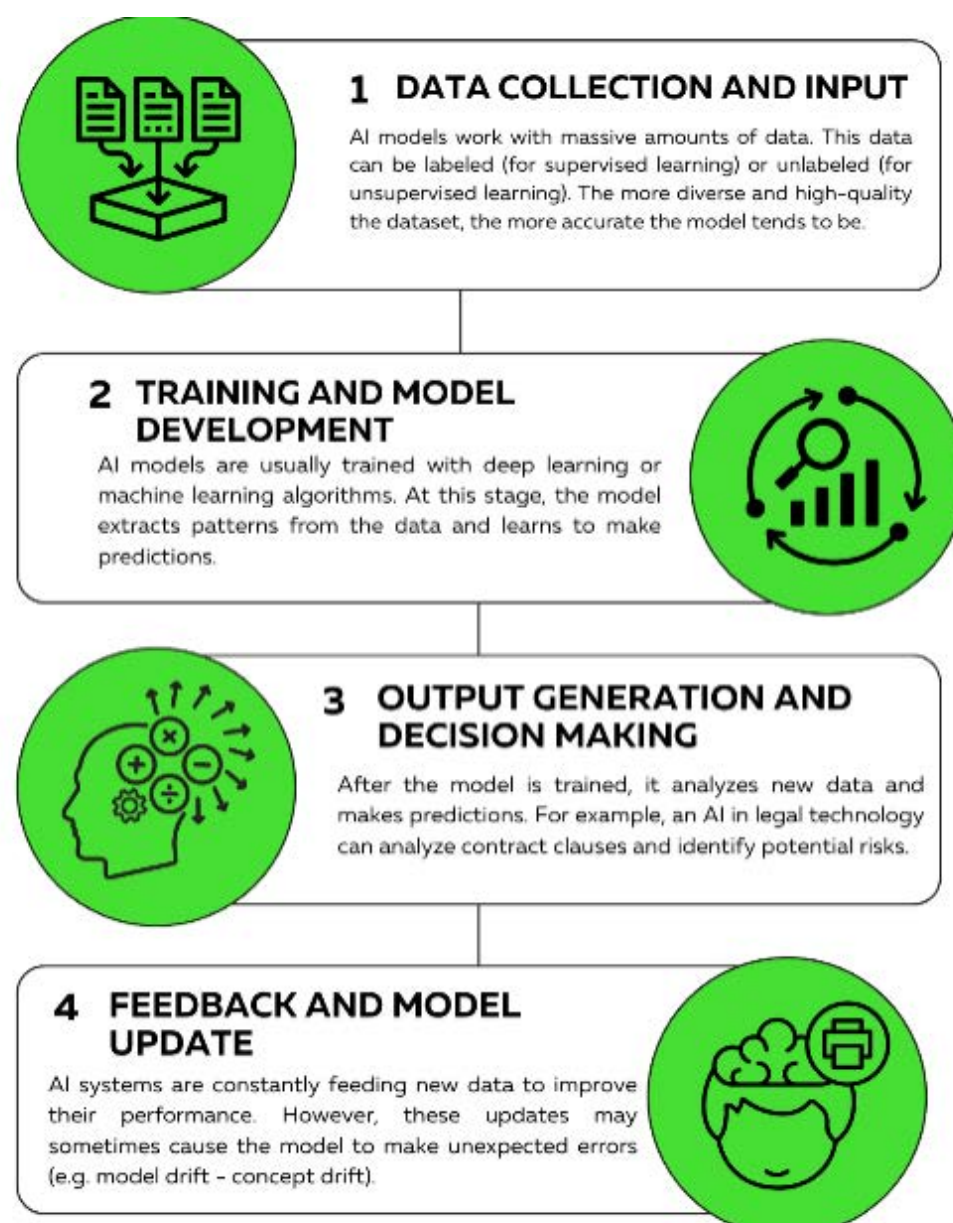 1 DATA COLLECTION AND INPUT
AI models work with massive amounts of data. This data
can be labeled (for supervised learning) or unlabeled (for
unsupervised learning). The more diverse and high-quality
the dataset, the more accurate the model tends to be.
2 TRAINING AND MODEL
DEVELOPMENT
AI models are usually trained with deep learning or
machine learning algorithms. At this stage, the model
extracts patterns from the data and learns to make
predictions.
3 OUTPUT GENERATION AND
DECISION MAKING
After the model is trained, it analyzes new data and
makes predictions. For example, an AI in legal technology
can analyze contract clauses and identify potential risks.
4 FEEDBACK AND MODEL
UPDATE
AI systems are constantly feeding new data to improve
their performance. However, these updates may
sometimes cause the model to make unexpected errors
(e.g. model drift - concept drift).